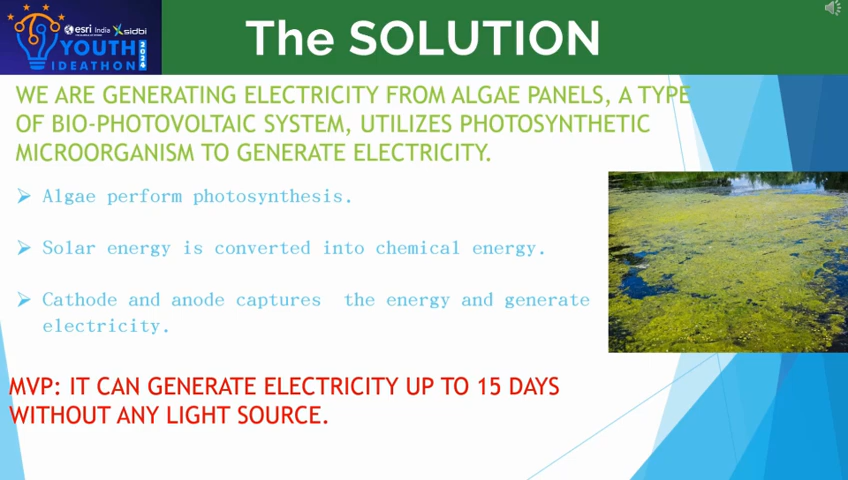 esri India
sidbi
YOUTH
IDEATHON
2024
The SOLUTION
WE ARE GENERATING ELECTRICITY FROM ALGAE PANELS, A TYPE
OF BIO-PHOTOVOLTAIC SYSTEM, UTILIZES PHOTOSYNTHETIC
MICROORGANISM TO GENERATE ELECTRICITY.
Algae perform photosynthesis.
Solar energy is converted into chemical energy.
Cathode and anode captures the energy and generate
electricity.
MVP: IT CAN GENERATE ELECTRICITY UP TO 15 DAYS
WITHOUT ANY LIGHT SOURCE.